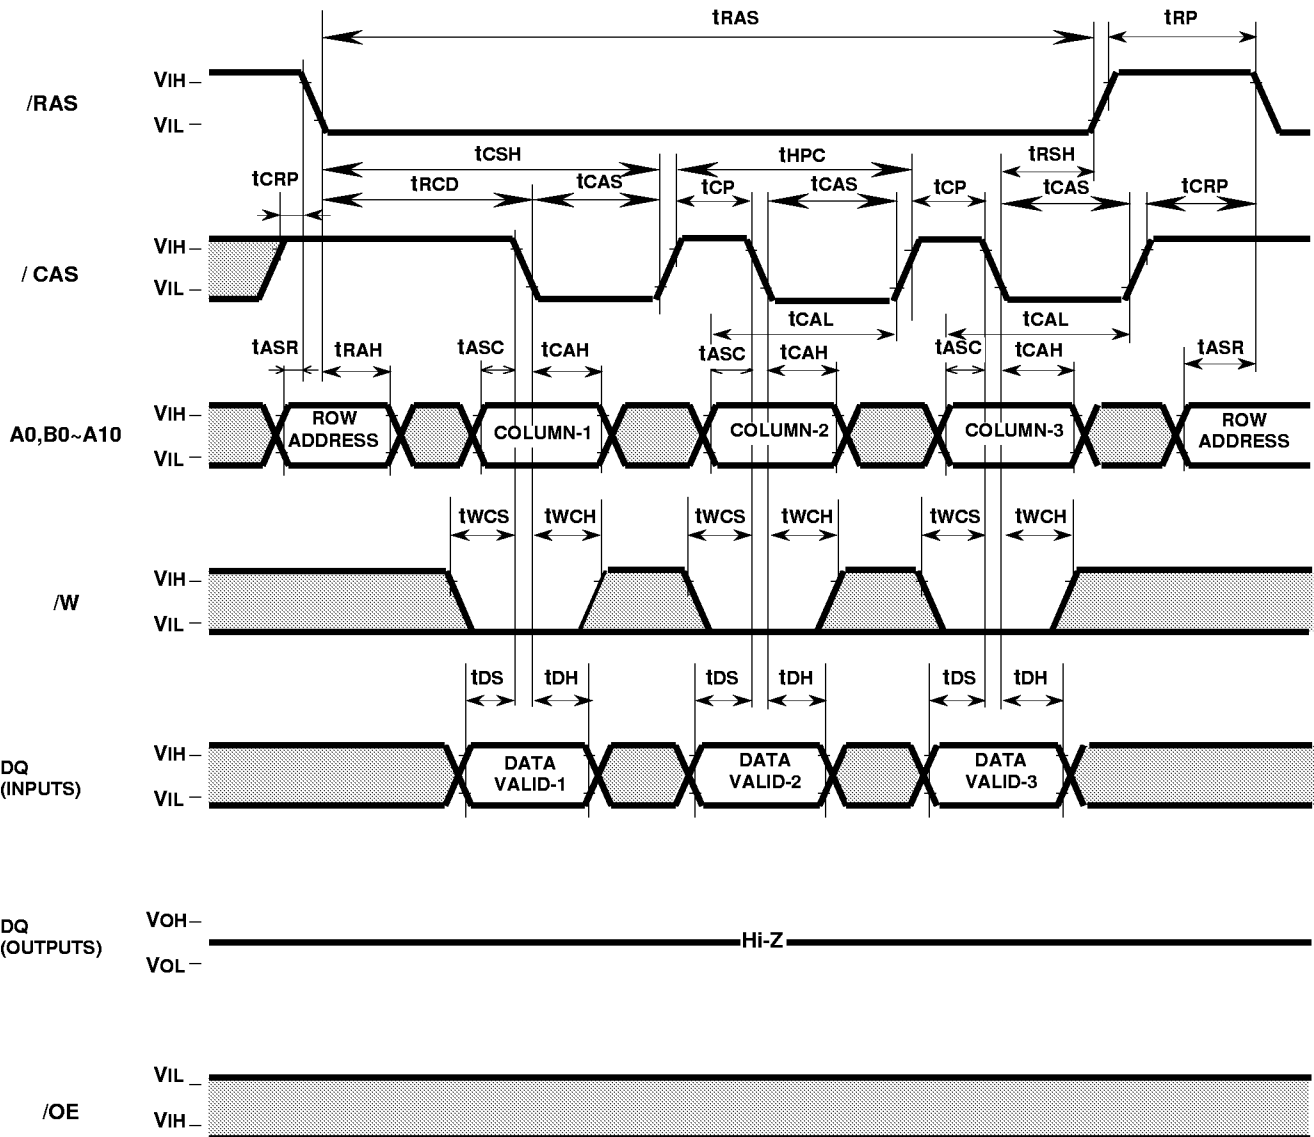 tRAS tRP
VIH
/RAS
VIL
tCSH tHPC tRSH
tCRP tRCD tCAS tCP tCAS tCP tCAS tCRP
VIH
/ CAS
VIL
tCAL tCAL
tASR tRAH tASC tCAH tASC tCAH tASC tCAH tASR
VIH
A0,B0~A10
VIL
ROW
ADDRESS
COLUMN-1
COLUMN-2
COLUMN-3
ROW
ADDRESS
tWCS tWCH tWCS tWCH tWCS tWCH
VIH
/W
VIL
tDS tDH tDS tDH tDS tDH
VIH
DQ
(INPUTS)
VIL
DATA
VALID-1
DATA
VALID-2
DATA
VALID-3
VOH
DQ
(OUTPUTS)
VOL
Hi-Z
VIL
/OE
VIH